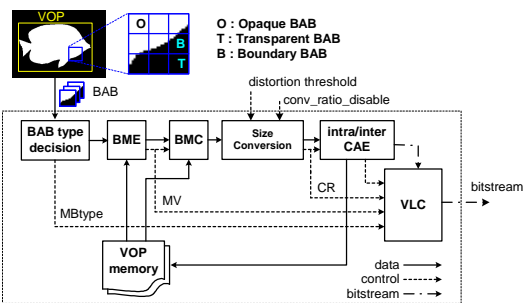 VOP
O
B
T
O : Opaque BAB
T : Transparent BAB
B : Boundary BAB
BAB
distortion threshold
conv_ratio_disable
BAB type
decision
BME
BMC
Size
Conversion
intra/inter
CAE
VLC
bitstream
MBtype
MV
CR
VOP
memory
data
control
bitstream